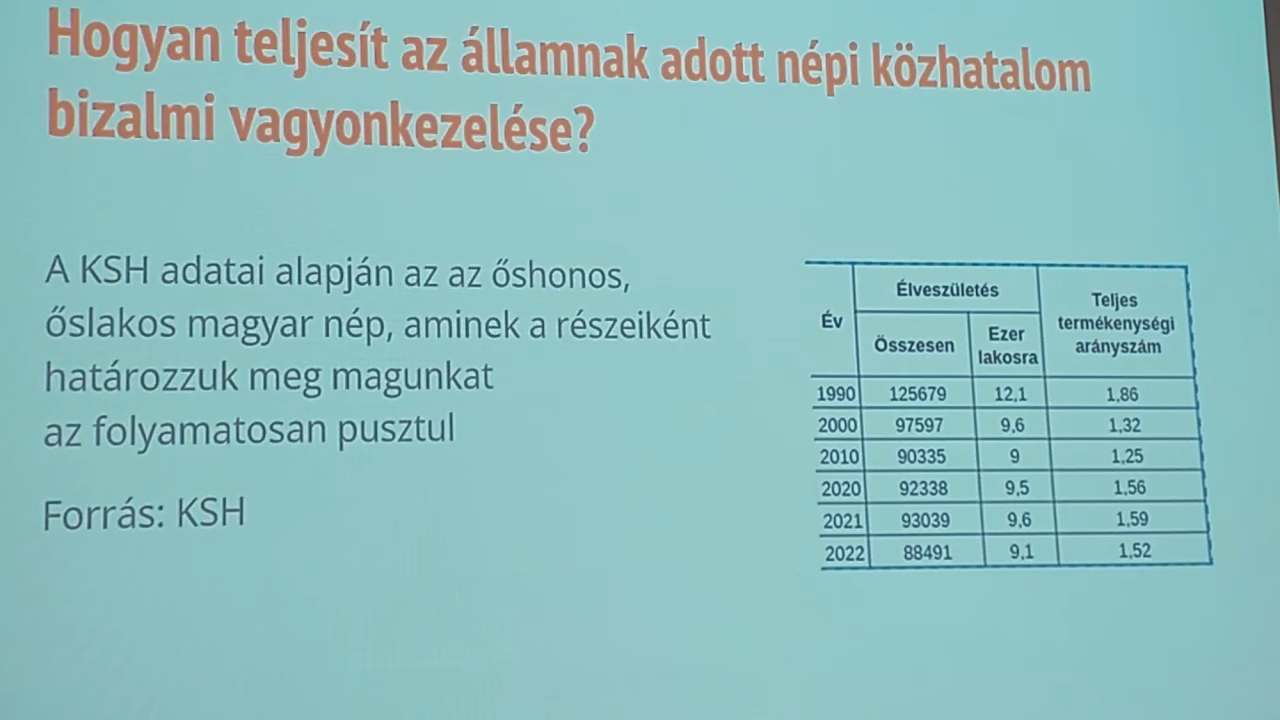 Hogyan teljesít az államnak adott népi közhatalom
bizalmi vagyonkezelése?
A KSH adatai alapján az az őshonos,
őslakos magyar nép, aminek a részeiként
határozzuk meg magunkat
az folyamatosan pusztul
Forrás: KSH
Év Élveszületés Teljes termékenységi arányszám
Összesen Ezer lakosra
1990 125679 12,1 1,86
2000 97597 9,6 1,32
2010 90335 9 1,25
2020 92338 9,5 1,56
2021 93039 9,6 1,59
2022 88491 9,1 1,52